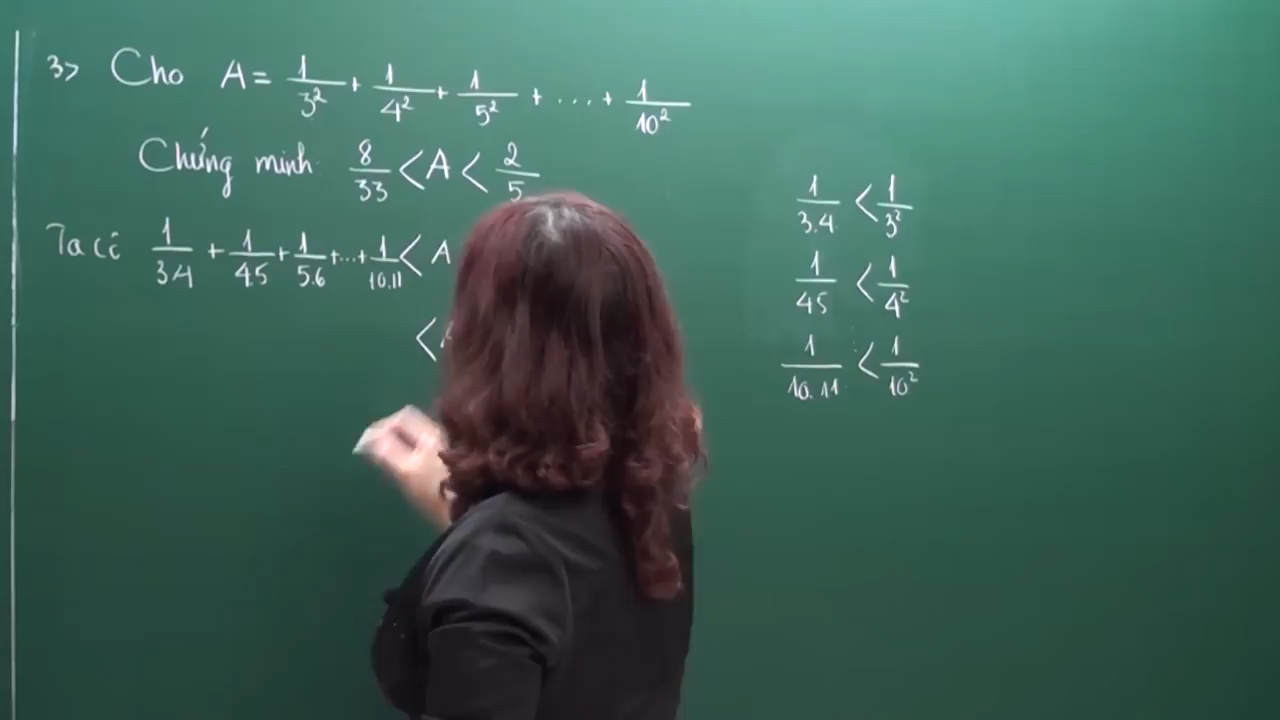 3> Cho A = 1/3² + 1/4² + 1/5² + .... + 1/10²
Chứng minh 8/33 < A < 2/5
Ta có 1/3.4 + 1/4.5 + 1/5.6 + ... + 1/10.11 < A
<
1/3.4 < 1/3²
1/45 < 1/4²
1/10.11 < 1/10²